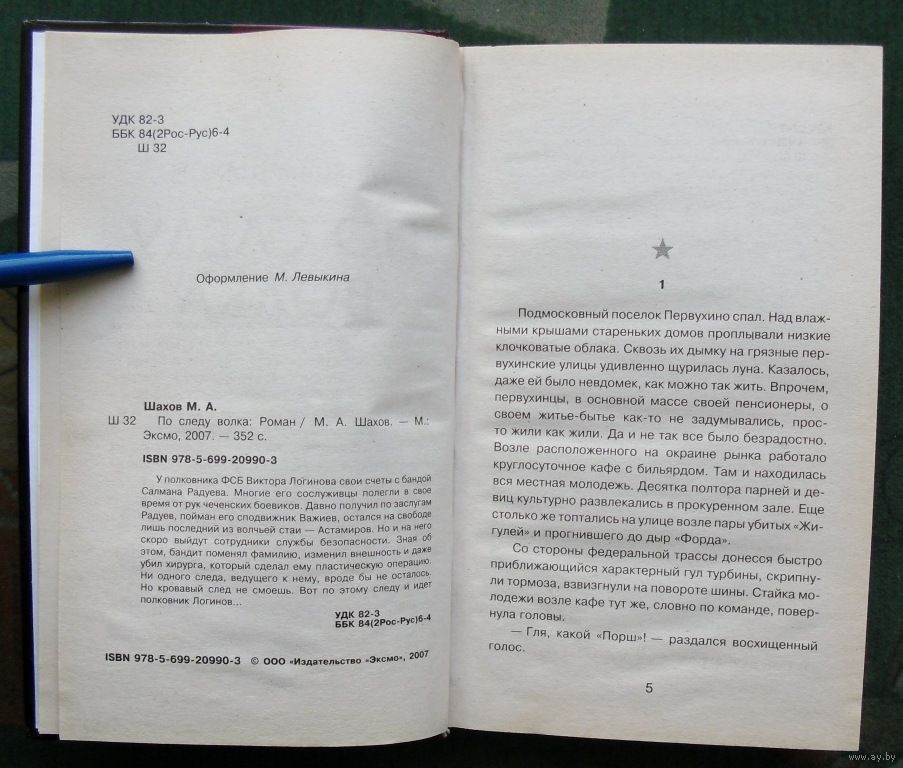 УДК 82-3
ББК 84(2Рос-Рус)6-4
Ш 32
Оформление М. Левыкина
Шахов М. А.
Ш 32 По следу волка: Роман / М. А. Шахов. — М.:
Эксмо, 2007. — 352 с.
ISBN 978-5-699-20990-3
У полковника ФСБ Виктора Логинова свои счеты с бандой
Салмана Радуева. Многие его сослуживцы полегли в свое
время от рук чеченских боевиков. Давно получил по заслугам
Радуев, пойман его сподвижник Важиев, остался на свободе
лишь последний из волчьей стаи — Астамиров. Но и на него
скоро выйдут сотрудники службы безопасности. Зная об
этом, бандит поменял фамилию, изменил внешность и даже
убил хирурга, который сделал ему пластическую операцию.
Ни одного следа, ведущего к нему, вроде бы не осталось.
Но кровавый след не смоешь. Вот по этому следу и идет
полковник Логинов...
УДК 82-3
ББК 84(2Рос-Рус)6-4
ISBN 978-5-699-20990-3 © ООО «Издательство «Эксмо», 2007
1
Подмосковный поселок Первухино спал. Над влаж-
ными крышами стареньких домов проплывали низкие
клочковатые облака. Сквозь их дымку на грязные пер-
вухинские улицы удивленно щурилась луна. Казалось,
даже ей было невдомек, как можно так жить. Впрочем,
первухинцы, в основной массе своей пенсионеры, о
своем житье-бытье как-то не задумывались, прос-
то жили как жили. Да и не так все было безрадостно.
Возле расположенного на окраине рынка работало
круглосуточное кафе с бильярдом. Там и находилась
вся местная молодежь. Десятка полтора парней и де-
виц культурно развлекались в прокуренном зале. Еще
столько же топтались на улице возле пары убитых «Жи-
гулей» и прогнившего до дыр «Форда».
Со стороны федеральной трассы донесся быстро
приближающийся характерный гул турбины, скрипну-
ли тормоза, взвизгнули на повороте шины. Стайка мо-
лодежи возле кафе тут же, словно по команде, повер-
нула головы.
— Гля, какой «Порш»! — раздался восхищенный
голос.
5
www.ay.by